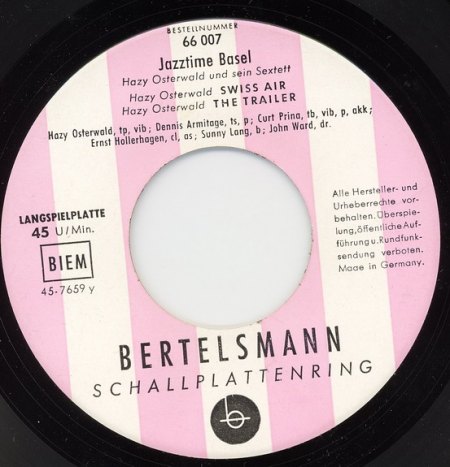 BESTELLNUMMER
66 007
Jazztime Basel
Hazy Osterwald und sein Sextett
Hazy Osterwald SWISS AIR
Hazy Osterwald THE TRAILER
Hazy Osterwald, tp, vib; Dennis Armitage, ts, p; Curt Prina, tb, vib, p, akk;
Ernst Hollerhagen, cl, as; Sunny Lang, b; John Ward, dr.
LANGSPIELPLATTE
45 U/Min.
BIEM
45-7659 y
Alle Hersteller- und
Urheberrechte vor-
behalten. Überspie-
lung, öffentliche Auf-
führung u. Rundfunk-
sendung verboten.
Made in Germany.
BERTELSMANN
SCHALLPLATTENRING
b